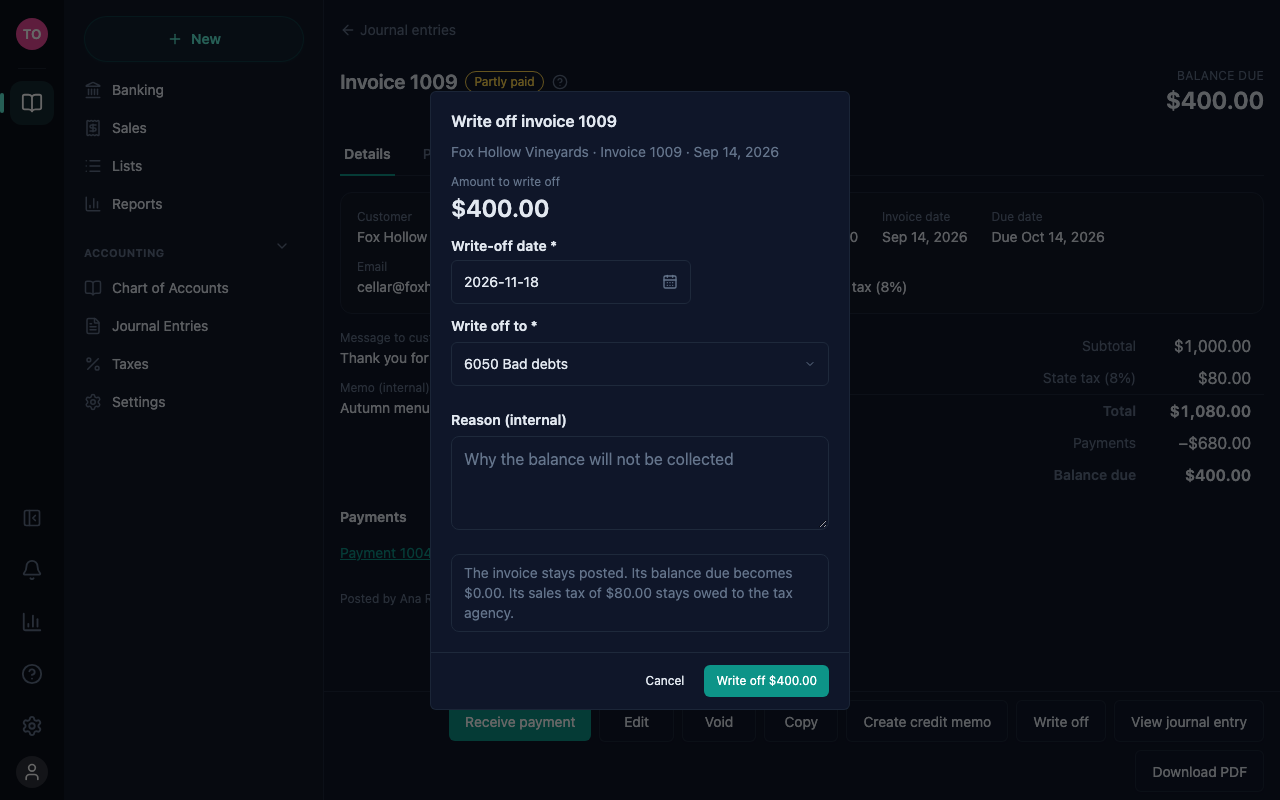 TO
New
Banking
Sales
Lists
Reports
ACCOUNTING
Chart of Accounts
Journal Entries
Taxes
Settings
Journal entries
Invoice 1009
Partly paid
BALANCE DUE
$400.00
Details
Customer
Fox Hollow
Invoice date
Sep 14, 2026
Due date
Due Oct 14, 2026
Email
cellar@foxh
tax (8%)
Message to cus
Thank you for
Memo (internal)
Autumn menu
Subtotal
$1,000.00
State tax (8%)
$80.00
Total
$1,080.00
Payments
–$680.00
Balance due
$400.00
Payments
Payment 1004
Posted by Ana R
Write off invoice 1009
Fox Hollow Vineyards · Invoice 1009 · Sep 14, 2026
Amount to write off
$400.00
Write-off date *
2026-11-18
Write off to *
6050 Bad debts
Reason (internal)
Why the balance will not be collected
The invoice stays posted. Its balance due becomes
$0.00. Its sales tax of $80.00 stays owed to the tax
agency.
Cancel
Write off $400.00
Receive payment
Edit
Void
Copy
Create credit memo
Write off
View journal entry
Download PDF